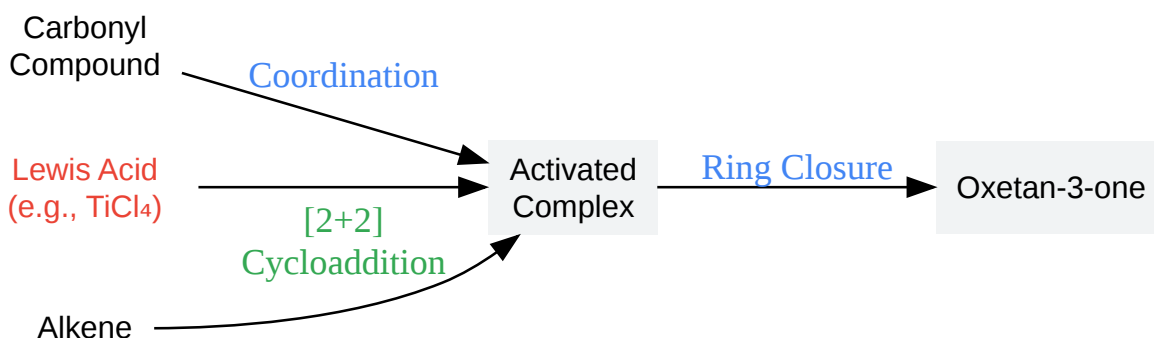 Carbonyl
Compound
Coordination
Lewis Acid
(e.g., TiCl₄)
[2+2]
Cycloaddition
Alkene
Activated
Complex
Ring Closure
Oxetan-3-one